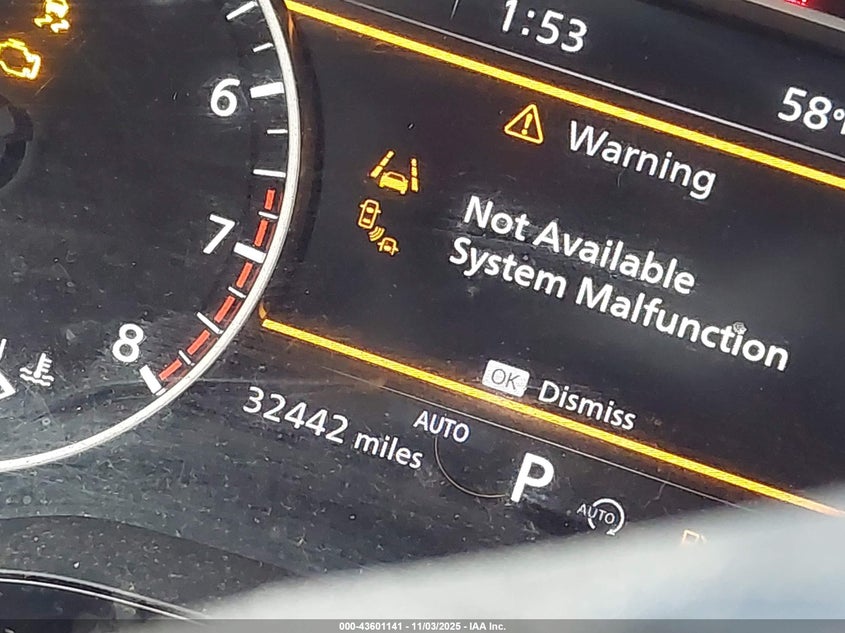 1:53
58°
6
Warning
7
Not Available
System Malfunction
8
OK Dismiss
32442 miles
AUTO
P
AUTO
000-43601141 - 11/03/2025 - IAA Inc.